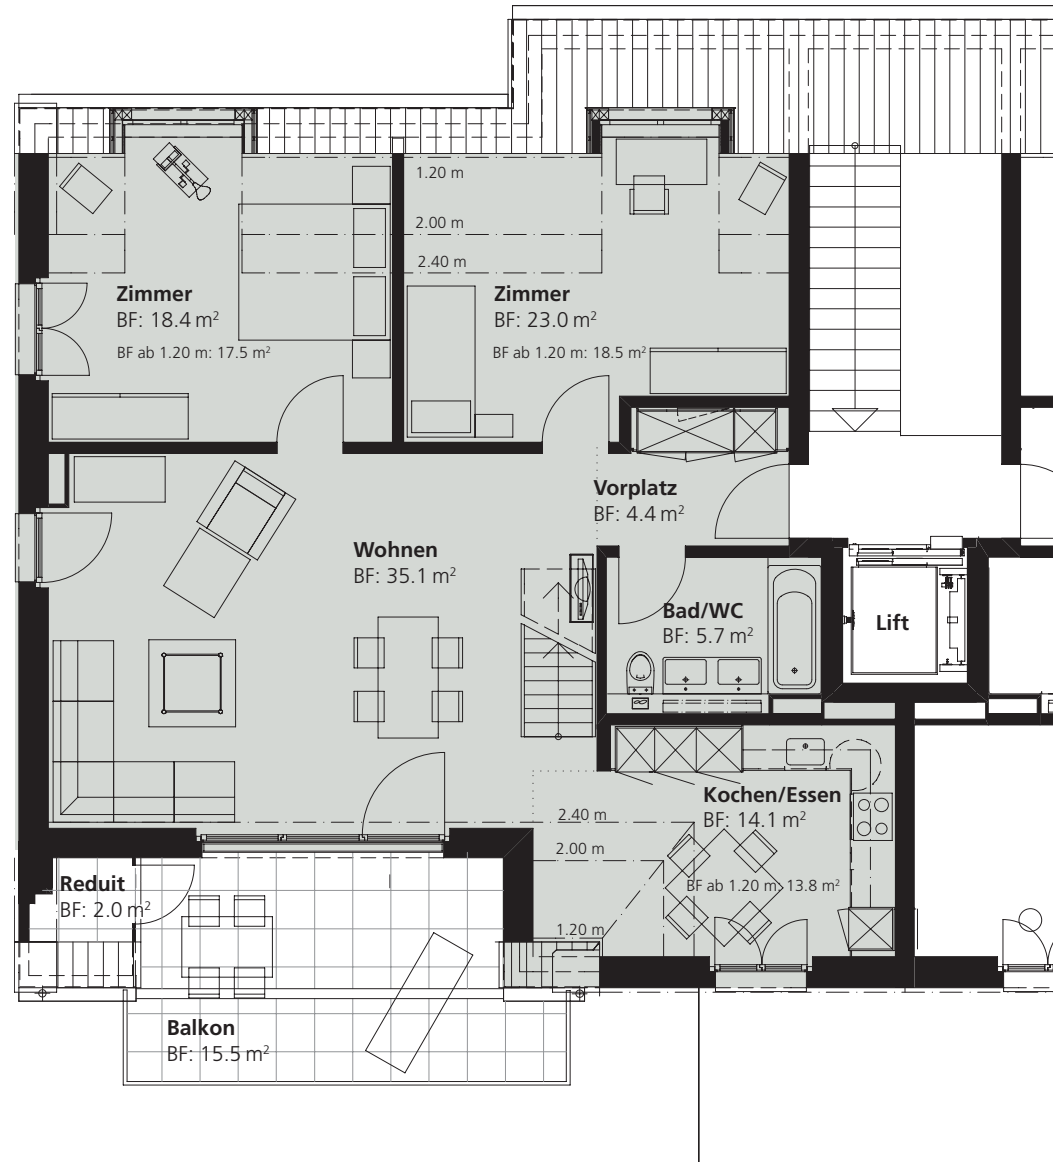 1.20 m
2.00 m
2.40 m
Zimmer
BF: 18.4 m²
BF ab 1.20 m: 17.5 m²
Zimmer
BF: 23.0 m²
BF ab 1.20 m: 18.5 m²
Vorplatz
BF: 4.4 m²
Wohnen
BF: 35.1 m²
Bad/WC
BF: 5.7 m²
Lift
Kochen/Essen
BF: 14.1 m²
2.40 m
2.00 m
BF ab 1.20 m: 13.8 m²
1.20 m
Reduit
BF: 2.0 m²
Balkon
BF: 15.5 m²